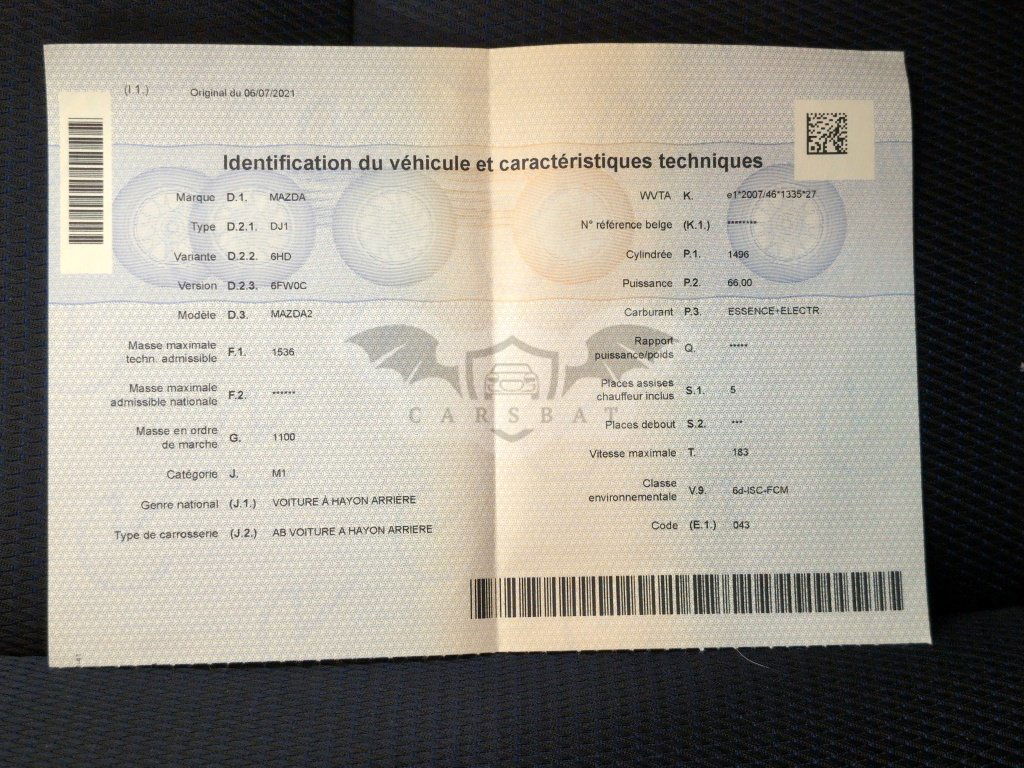 (I.1.) Original du 06/07/2021
Identification du véhicule et caractéristiques techniques
Marque D.1. MAZDA
Type D.2.1. DJ1
Variante D.2.2. 6HD
Version D.2.3. 6FW0C
Modèle D.3. MAZDA2
Masse maximale
techn. admissible F.1. 1536
Masse maximale
admissible nationale F.2. ******
Masse en ordre
de marche G. 1100
Catégorie J. M1
Genre national (J.1.) VOITURE À HAYON ARRIERE
Type de carrosserie (J.2.) AB VOITURE A HAYON ARRIERE
WVTA K. e1*2007/46*1335*27
N° référence belge (K.1.) ********
Cylindrée P.1. 1496
Puissance P.2. 66,00
Carburant P.3. ESSENCE+ELECTR.
Rapport
puissance/poids Q. *****
Places assises
chauffeur inclus S.1. 5
Places debout S.2. ***
Vitesse maximale T. 183
Classe
environnementale V.9. 6d-ISC-FCM
Code (E.1.) 043
CARSBAT